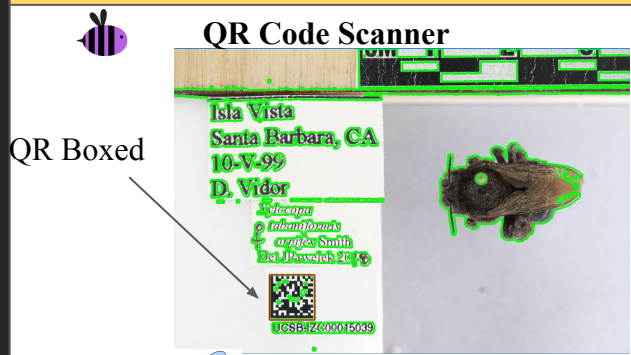 QR Code Scanner
QR Boxed
Isla Vista
Santa Barbara, CA
10-V-99
D. Vidor
Xylocopa
tabaniformis
orpifex Smith
Det. J.Pawelek 20
UCSB-IZC00015039